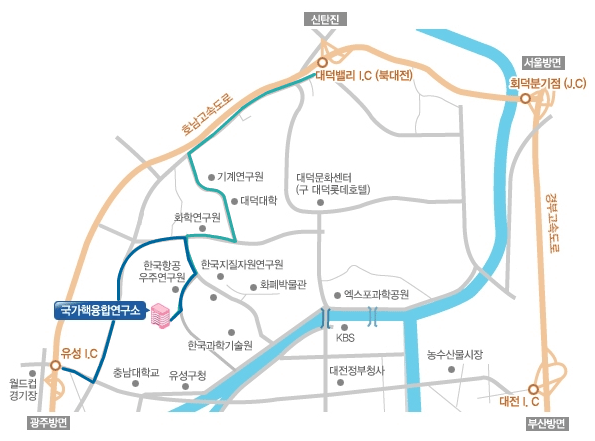 신탄진
서울방면
대덕밸리 I.C (북대전)
회덕분기점 (J.C)
호남고속도로
기계연구원
대덕문화센터
(구 대덕롯데호텔)
대덕대학
경부고속도로
화학연구원
한국항공
우주연구원
한국지질자원연구원
화폐박물관
엑스포과학공원
국가핵융합연구소
한국과학기술원
KBS
유성 I.C
농수산물시장
월드컵
경기장
충남대학교
유성구청
대전정부청사
대전 I. C
광주방면
부산방면